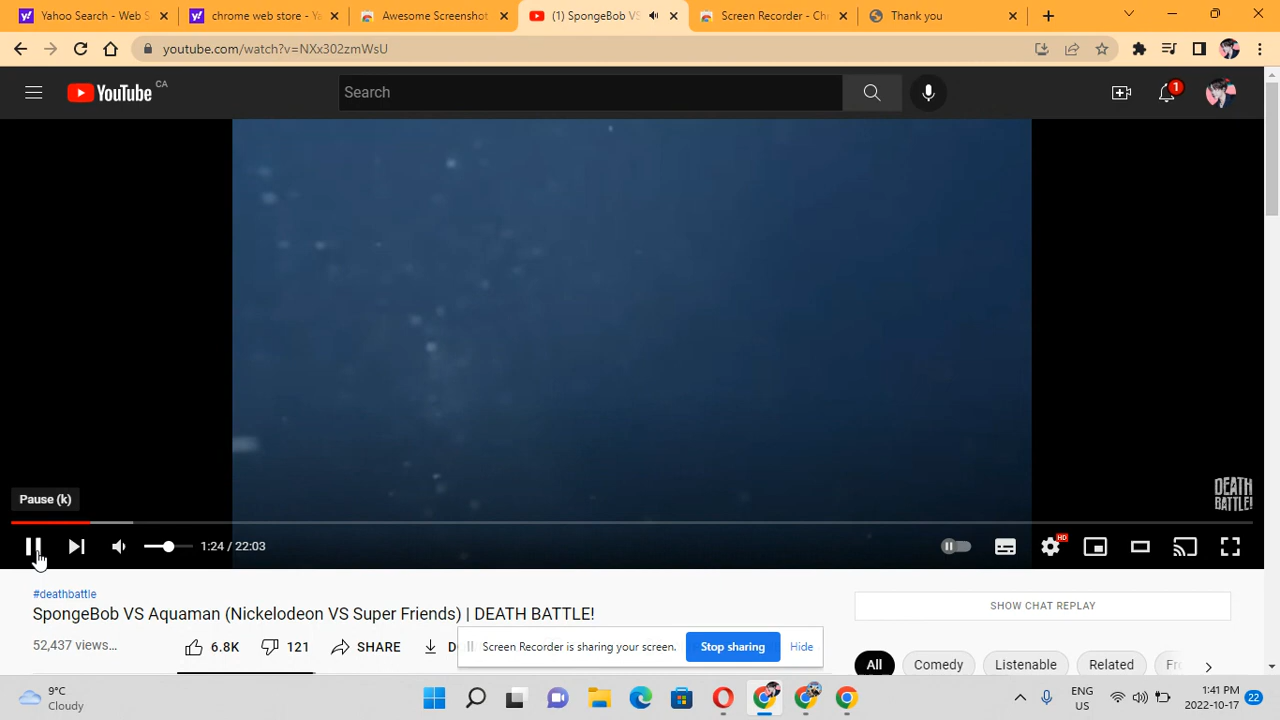 Yahoo Search - Web S
chrome web store - Ya
Awesome Screenshot
(1) SpongeBob VS
Screen Recorder - Chr
Thank you
youtube.com/watch?v=NXx302zmWsU
YouTube CA
Search
1
DEATH BATTLE!
Pause (k)
1:24 / 22:03
HD
#deathbattle
SpongeBob VS Aquaman (Nickelodeon VS Super Friends) | DEATH BATTLE!
SHOW CHAT REPLAY
52,437 views...
6.8K
121
SHARE
D
Screen Recorder is sharing your screen.
Stop sharing
Hide
All
Comedy
Listenable
Related
Fr
9°C
Cloudy
ENG
US
1:41 PM
2022-10-17
22